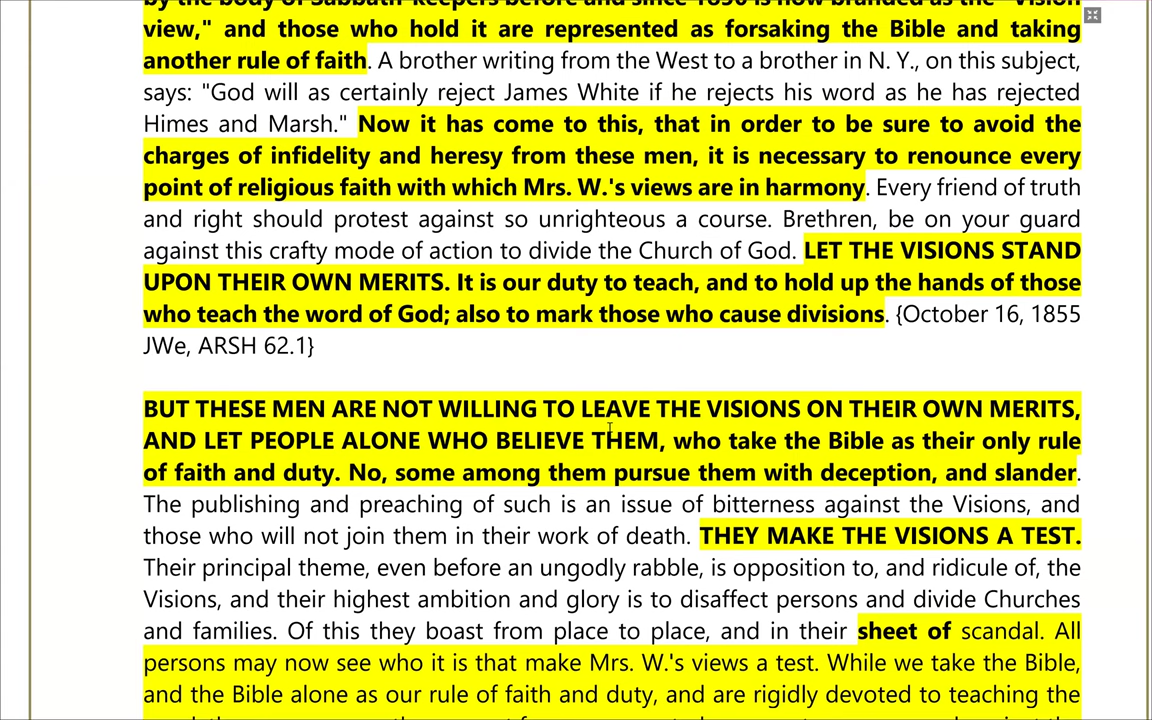 by the body of Sabbath-keepers before and since 1850 is now branded as the "Vision
view," and those who hold it are represented as forsaking the Bible and taking
another rule of faith. A brother writing from the West to a brother in N. Y., on this subject,
says: "God will as certainly reject James White if he rejects his word as he has rejected
Himes and Marsh." Now it has come to this, that in order to be sure to avoid the
charges of infidelity and heresy from these men, it is necessary to renounce every
point of religious faith with which Mrs. W.'s views are in harmony. Every friend of truth
and right should protest against so unrighteous a course. Brethren, be on your guard
against this crafty mode of action to divide the Church of God. LET THE VISIONS STAND
UPON THEIR OWN MERITS. It is our duty to teach, and to hold up the hands of those
who teach the word of God; also to mark those who cause divisions. {October 16, 1855
JWe, ARSH 62.1}
BUT THESE MEN ARE NOT WILLING TO LEAVE THE VISIONS ON THEIR OWN MERITS,
AND LET PEOPLE ALONE WHO BELIEVE THEM, who take the Bible as their only rule
of faith and duty. No, some among them pursue them with deception, and slander.
The publishing and preaching of such is an issue of bitterness against the Visions, and
those who will not join them in their work of death. THEY MAKE THE VISIONS A TEST.
Their principal theme, even before an ungodly rabble, is opposition to, and ridicule of, the
Visions, and their highest ambition and glory is to disaffect persons and divide Churches
and families. Of this they boast from place to place, and in their sheet of scandal. All
persons may now see who it is that make Mrs. W.'s views a test. While we take the Bible,
and the Bible alone as our rule of faith and duty, and are rigidly devoted to teaching the